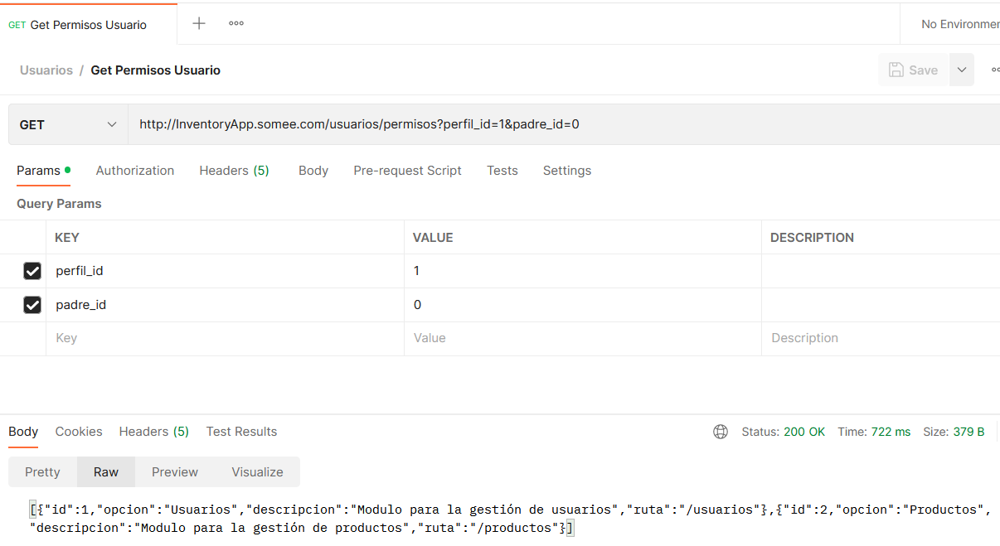 GET Get Permisos Usuario
No Environmen
Usuarios / Get Permisos Usuario
Save
GET http://InventoryApp.somee.com/usuarios/permisos?perfil_id=1&padre_id=0
Params Authorization Headers (5) Body Pre-request Script Tests Settings
Query Params
KEY VALUE DESCRIPTION
perfil_id 1
padre_id 0
Key Value Description
Body Cookies Headers (5) Test Results Status: 200 OK Time: 722 ms Size: 379 B
Pretty Raw Preview Visualize
[{"id":1,"opcion":"Usuarios","descripcion":"Modulo para la gestión de usuarios","ruta":"/usuarios"},{"id":2,"opcion":"Productos",
"descripcion":"Modulo para la gestión de productos","ruta":"/productos"}]